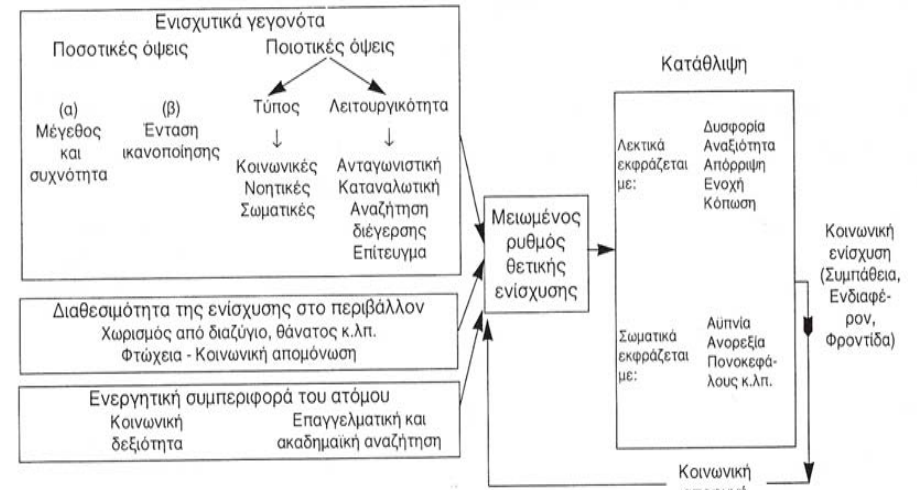 Ενισχυτικά γεγονότα
Ποσοτικές όψεις
Ποιοτικές όψεις
(α)
Μέγεθος
και
συχνότητα
(β)
Ένταση
ικανοποίησης
Τύπος
Κοινωνικές
Νοητικές
Σωματικές
Λειτουργικότητα
Ανταγωνιστική
Καταναλωτική
Αναζήτηση
διέγερσης
Επίτευγμα
Διαθεσιμότητα της ενίσχυσης στο περιβάλλον
Χωρισμός από διαζύγιο, θάνατος κ.λπ.
Φτώχεια - Κοινωνική απομόνωση
Ενεργητική συμπεριφορά του ατόμου
Κοινωνική
δεξιότητα
Επαγγελματική και
ακαδημαϊκή αναζήτηση
Μειωμένος
ρυθμός
θετικής
ενίσχυσης
Κατάθλιψη
Λεκτικά
εκφράζεται
με:
Δυσφορία
Αναξιότητα
Απόρριψη
Ενοχή
Κόπωση
Σωματικά
εκφράζεται
με:
Αϋπνία
Ανορεξία
Πονοκεφά-
λους κ.λπ.
Κοινωνική
ενίσχυση
(Συμπάθεια,
Ενδιαφέ-
ρον,
Φροντίδα)
Κοινωνική